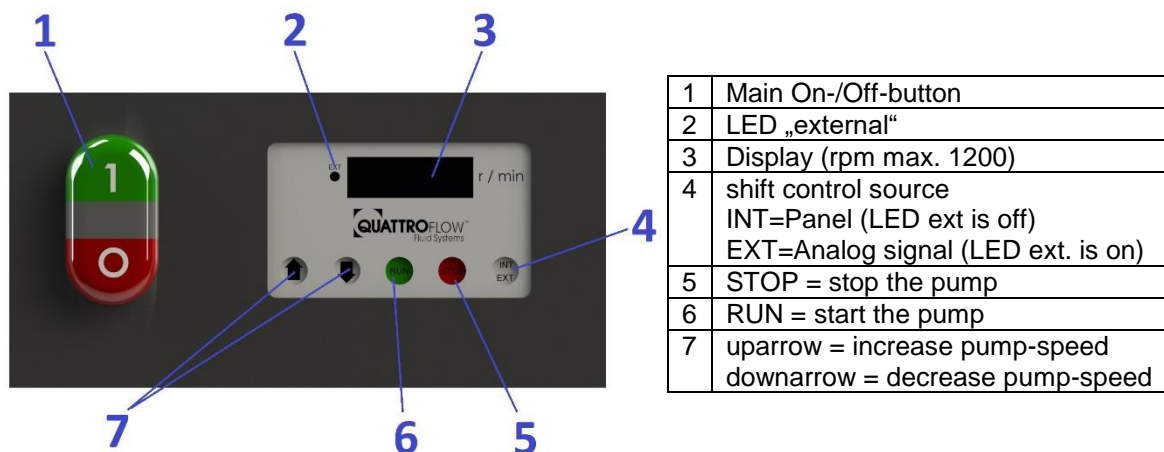 1
2
3
1
O
EXT
r / min
QUATTROFLOW™
Fluid Systems
RUN
STOP
INT
EXT
4
7
6
5
1 Main On-/Off-button
2 LED „external“
3 Display (rpm max. 1200)
4 shift control source
INT=Panel (LED ext is off)
EXT=Analog signal (LED ext. is on)
5 STOP = stop the pump
6 RUN = start the pump
7 uparrow = increase pump-speed
downarrow = decrease pump-speed